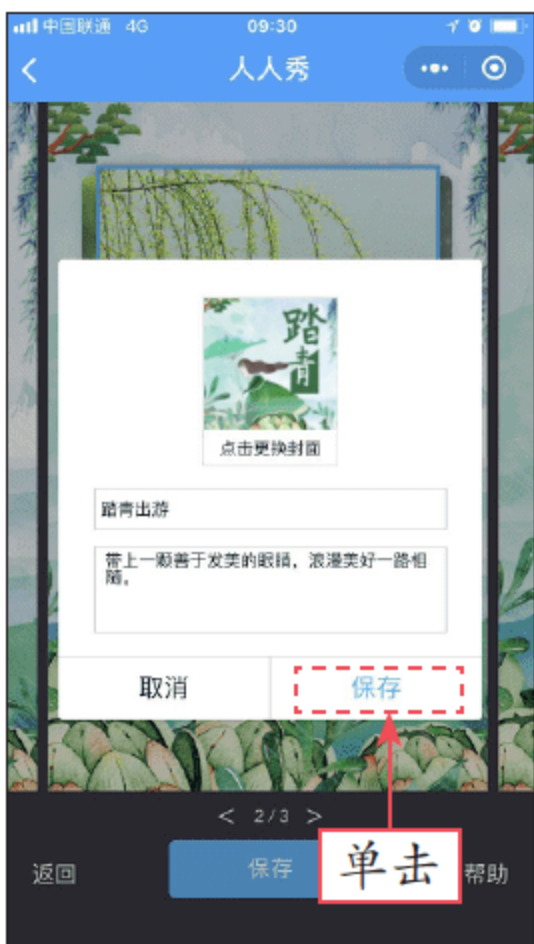 中国联通 4G 09:30
人人秀
踏青
点击更换封面
踏青出游
带上一颗善于发美的眼睛，浪漫美好一路相
随。
取消 保存
< 2/3 >
返回 保存 单击 帮助